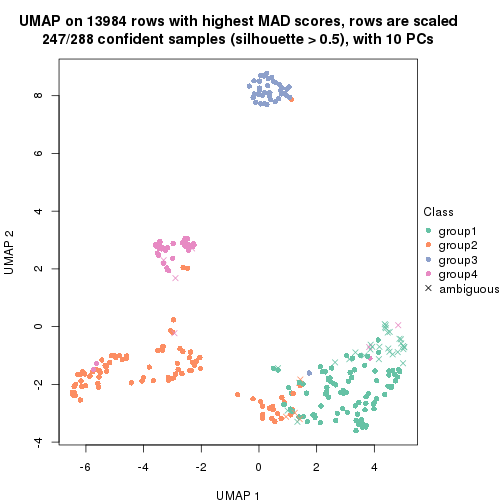 UMAP on 13984 rows with highest MAD scores, rows are scaled
247/288 confident samples (silhouette > 0.5), with 10 PCs
8
6
4
2
0
-2
-4
UMAP 2
-6
-4
-2
0
2
4
UMAP 1
Class
group1
group2
group3
group4
ambiguous